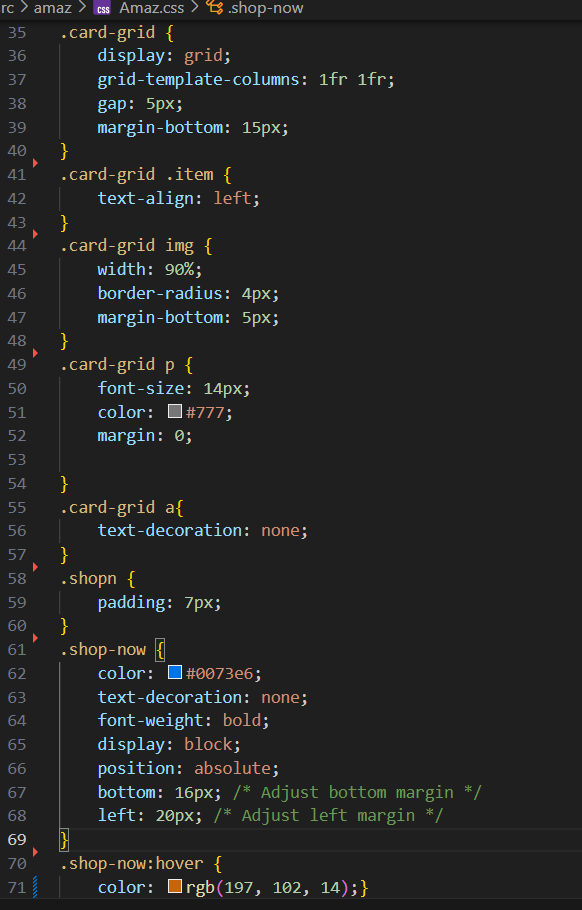 rc > amaz > css Amaz.css > .shop-now
35 .card-grid {
36     display: grid;
37     grid-template-columns: 1fr 1fr;
38     gap: 5px;
39     margin-bottom: 15px;
40 }
41 .card-grid .item {
42     text-align: left;
43 }
44 .card-grid img {
45     width: 90%;
46     border-radius: 4px;
47     margin-bottom: 5px;
48 }
49 .card-grid p {
50     font-size: 14px;
51     color: #777;
52     margin: 0;
53
54 }
55 .card-grid a{
56     text-decoration: none;
57 }
58 .shopn {
59     padding: 7px;
60 }
61 .shop-now {
62     color: #0073e6;
63     text-decoration: none;
64     font-weight: bold;
65     display: block;
66     position: absolute;
67     bottom: 16px; /* Adjust bottom margin */
68     left: 20px; /* Adjust left margin */
69 }
70 .shop-now:hover {
71     color: rgb(197, 102, 14);}